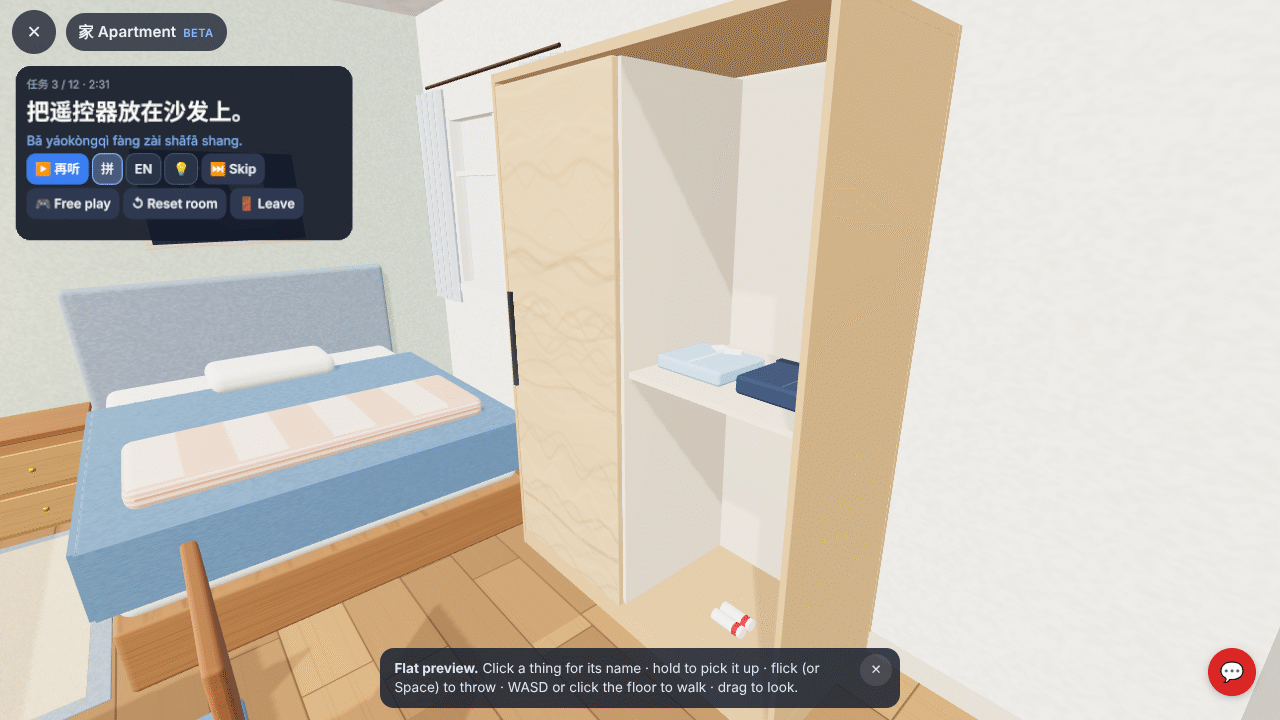 ✕
家 Apartment BETA
任务 3 / 12 · 2:31
把遥控器放在沙发上。
Bǎ yáokòngqì fàng zài shāfā shang.
▶️ 再听 拼 EN 💡 ⏭️ Skip
🎮 Free play ↺ Reset room 🚪 Leave
Flat preview. Click a thing for its name · hold to pick it up · flick (or
Space) to throw · WASD or click the floor to walk · drag to look.
✕